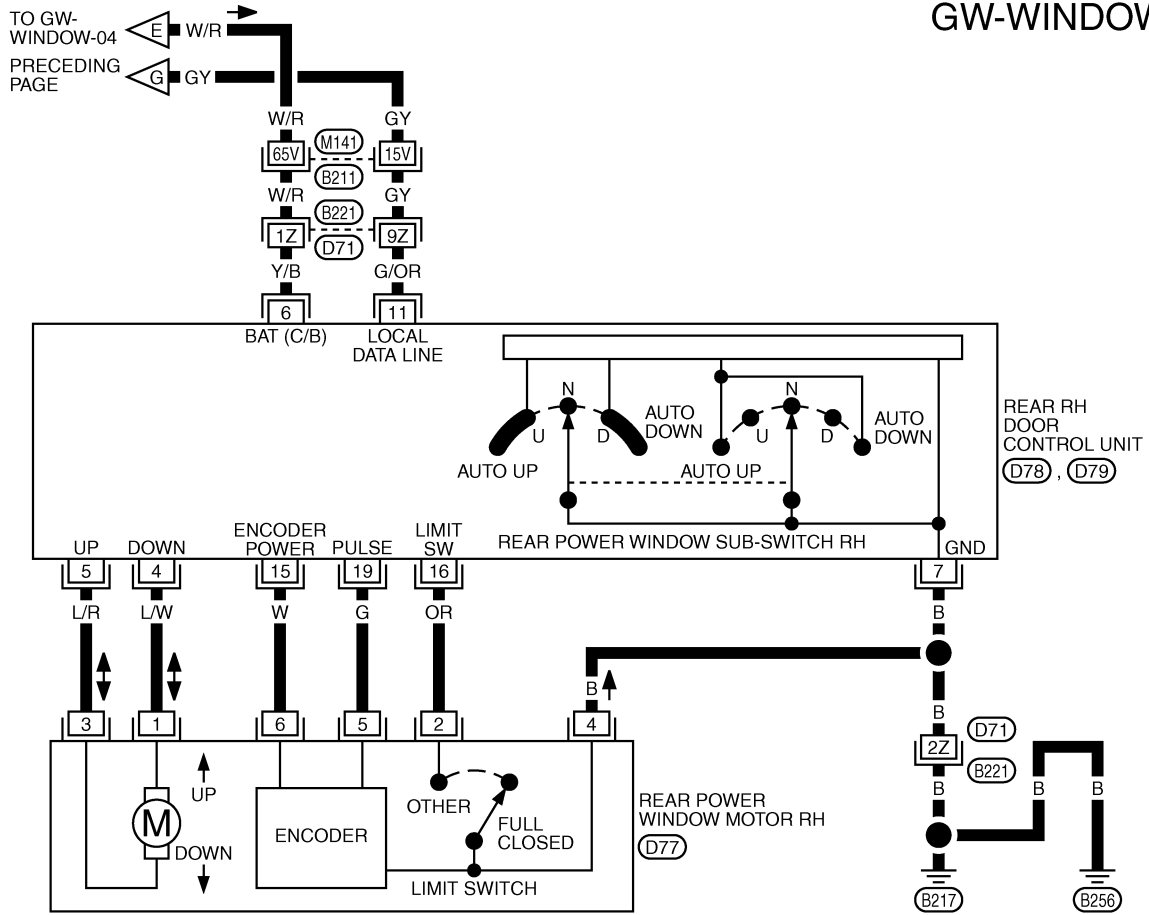 GW-WINDOW
TO GW-
WINDOW-04
E
W/R
PRECEDING
PAGE
G
GY
W/R
GY
65V
M141
15V
B211
W/R
GY
B221
1Z
9Z
D71
Y/B
G/OR
6
11
BAT (C/B)
LOCAL
DATA LINE
N
U
D
AUTO
DOWN
AUTO UP
N
U
D
AUTO
DOWN
AUTO UP
REAR RH
DOOR
CONTROL UNIT
D78 , D79
UP
DOWN
ENCODER
POWER
PULSE
LIMIT
SW
REAR POWER WINDOW SUB-SWITCH RH
GND
5
4
15
19
16
7
L/R
L/W
W
G
OR
B
B
B
3
1
6
5
2
4
2Z
D71
B221
B
B
B
UP
M
DOWN
ENCODER
OTHER
FULL
CLOSED
LIMIT SWITCH
REAR POWER
WINDOW MOTOR RH
D77
B217
B256